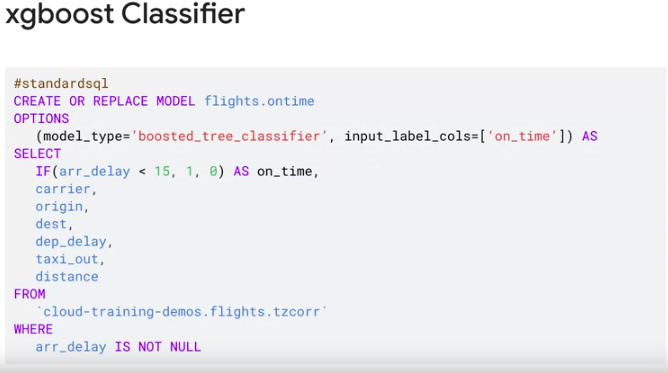 xgboost Classifier
#standardsql
CREATE OR REPLACE MODEL flights.ontime
OPTIONS
(model_type='boosted_tree_classifier', input_label_cols=['on_time']) AS
SELECT
IF(arr_delay < 15, 1, 0) AS on_time,
carrier,
origin,
dest,
dep_delay,
taxi_out,
distance
FROM
`cloud-training-demos.flights.tzcorr`
WHERE
arr_delay IS NOT NULL